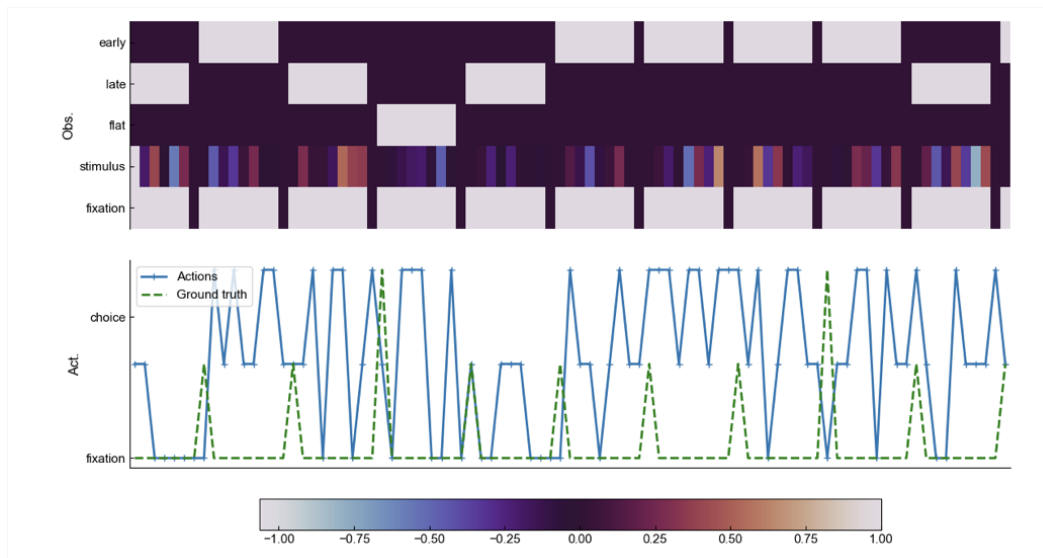 early
late
Obs.
flat
stimulus
fixation
Actions
Ground truth
choice
Act.
fixation
−1.00 −0.75 −0.50 −0.25 0.00 0.25 0.50 0.75 1.00